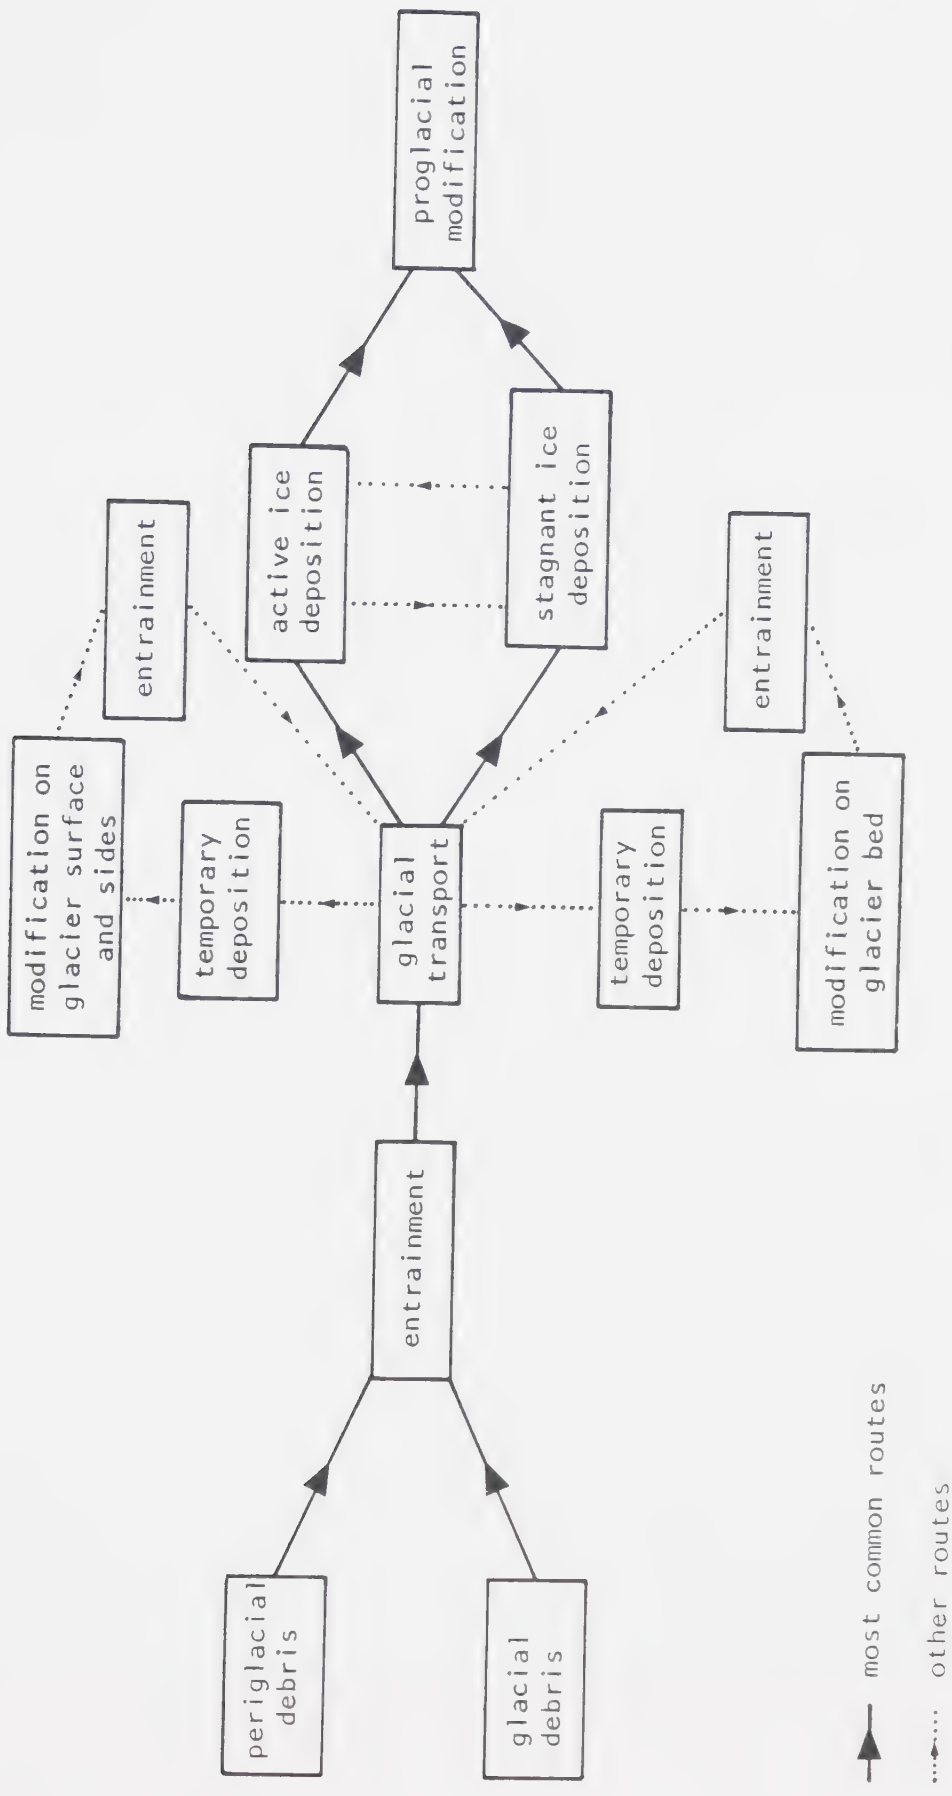 periglacial
debris
glacial
debris
entrainment
modification on
glacier surface
and sides
temporary
deposition
glacial
transport
temporary
deposition
modification on
glacier bed
entrainment
active ice
deposition
stagnant ice
deposition
entrainment
proglacial
modification
most common routes
other routes